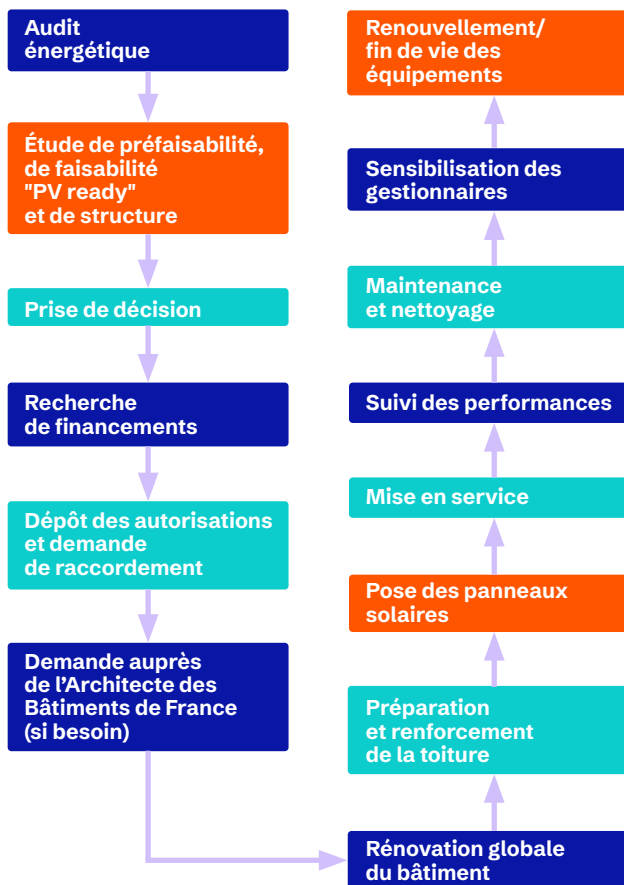 Audit
énergétique
Étude de préfaisabilité,
de faisabilité
"PV ready"
et de structure
Prise de décision
Recherche
de financements
Dépôt des autorisations
et demande
de raccordement
Demande auprès
de l’Architecte des
Bâtiments de France
(si besoin)
Rénovation globale
du bâtiment
Préparation
et renforcement
de la toiture
Pose des panneaux
solaires
Mise en service
Suivi des performances
Maintenance
et nettoyage
Sensibilisation des
gestionnaires
Renouvellement/
fin de vie des
équipements